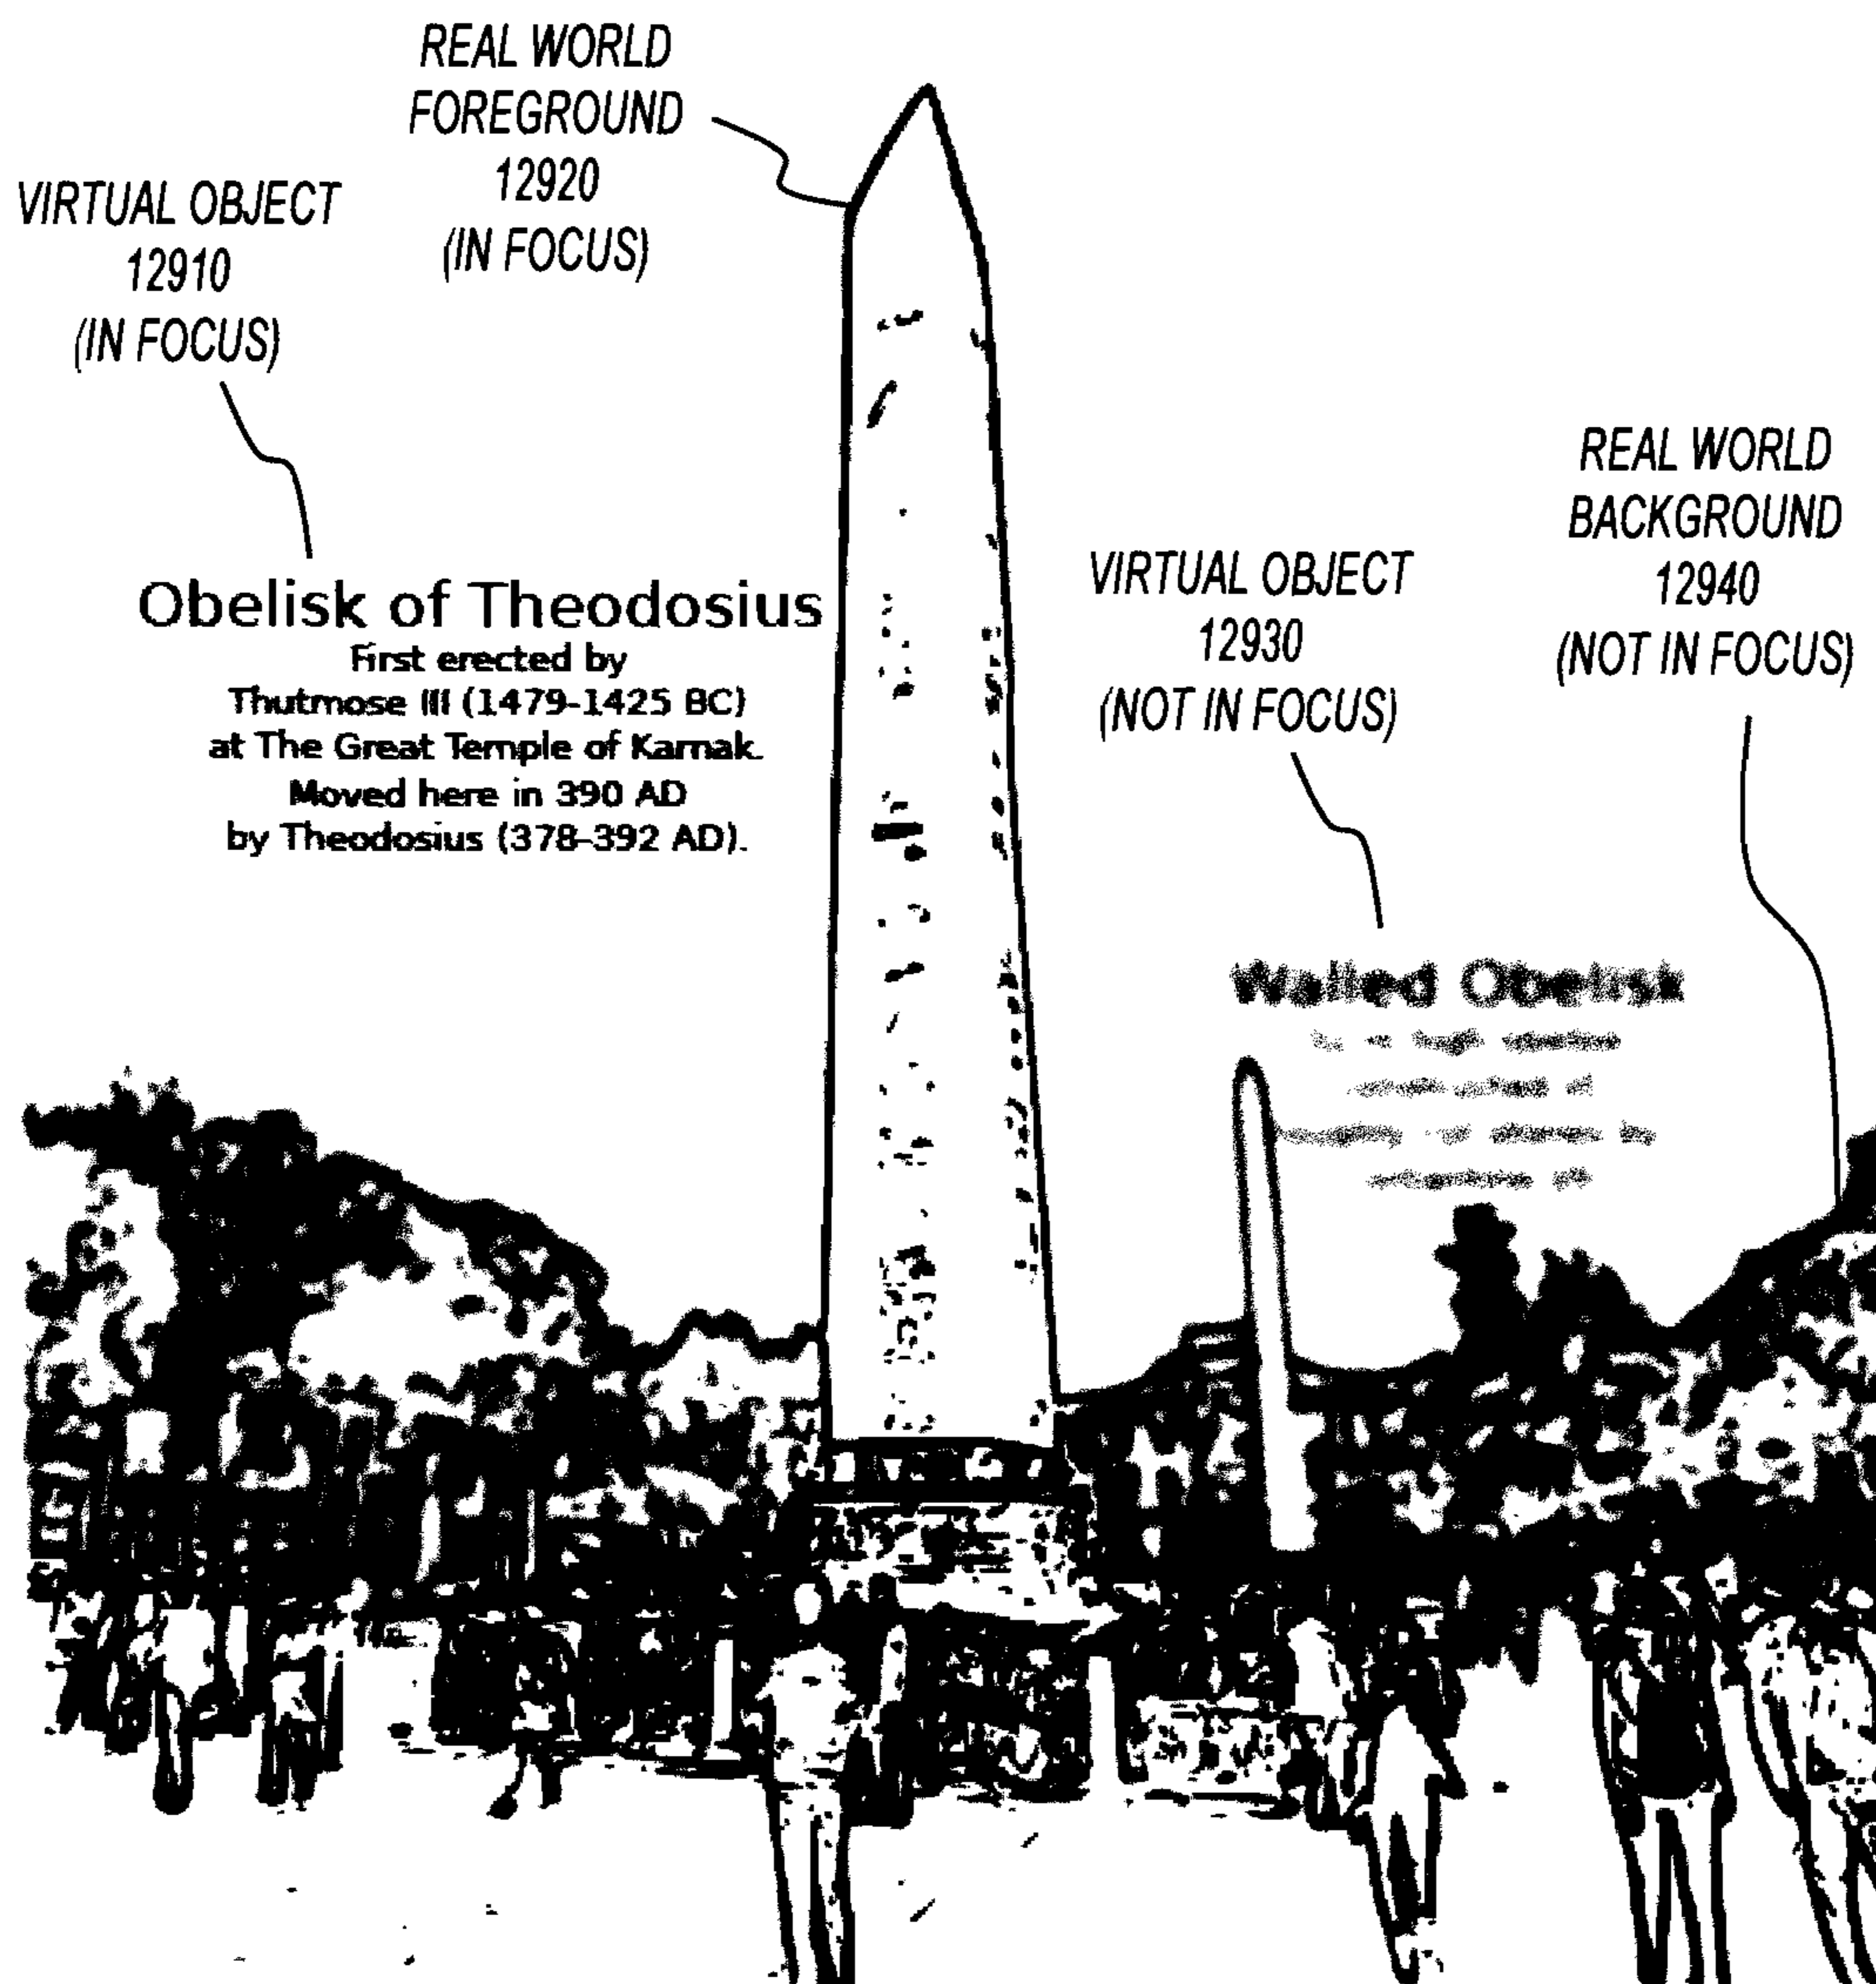 REAL WORLD
FOREGROUND
12920
(IN FOCUS)
VIRTUAL OBJECT
12910
(IN FOCUS)
Obelisk of Theodosius
First erected by
Thutmose III (1479-1425 BC)
at The Great Temple of Karnak.
Moved here in 390 AD
by Theodosius (378-392 AD).
VIRTUAL OBJECT
12930
(NOT IN FOCUS)
REAL WORLD
BACKGROUND
12940
(NOT IN FOCUS)
Walled Obelisk